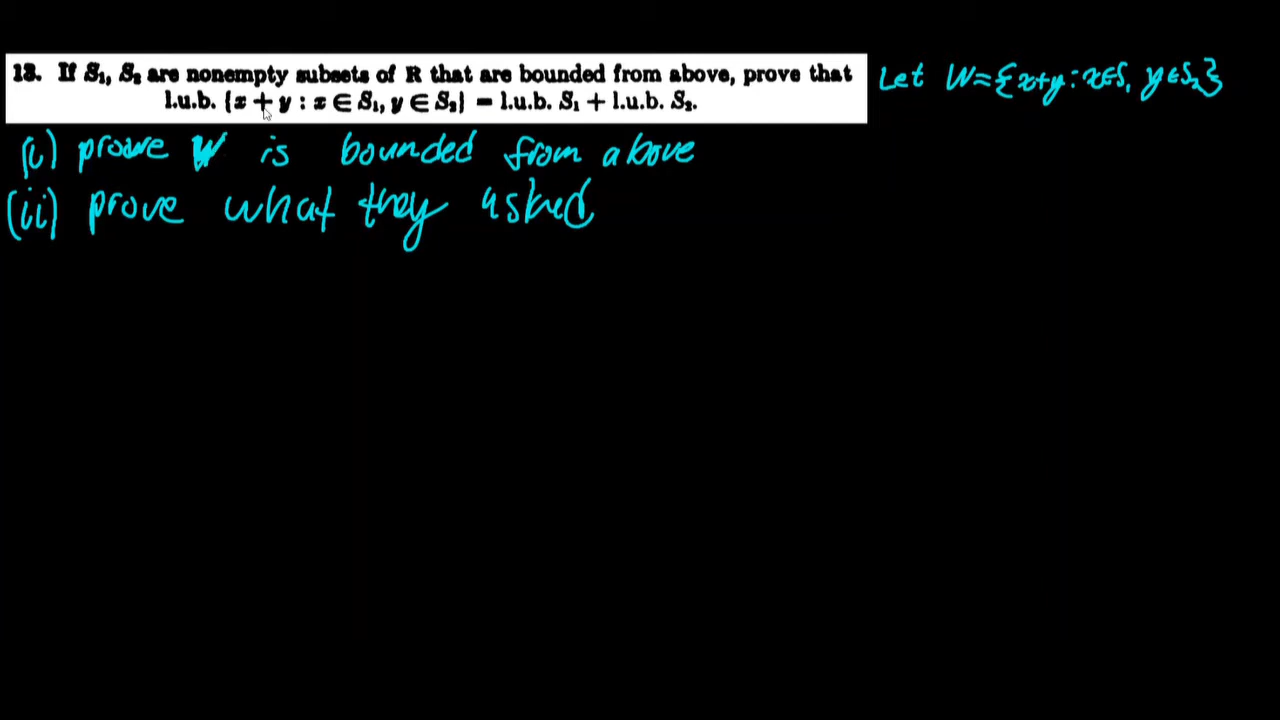 13. If S₁, S₂ are nonempty subsets of R that are bounded from above, prove that
l.u.b. {x + y : x ∈ S₁, y ∈ S₂} = l.u.b. S₁ + l.u.b. S₂.
Let W={x+y : x∈S₁ y∈S₂}
(i) prove W is bounded from above
(ii) prove what they asked